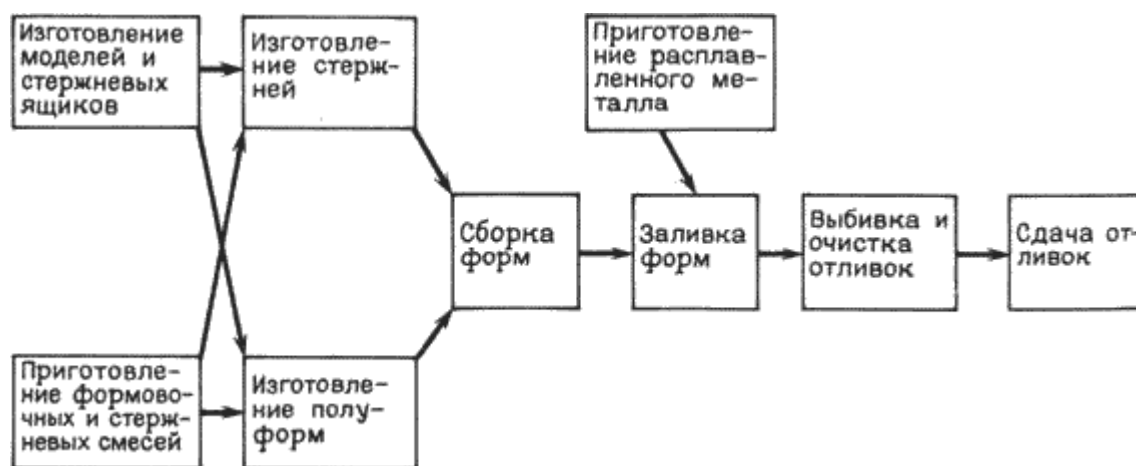 Изготовление
моделей и
стержневых
ящиков
Изготовле-
ние стерж-
ней
Приготовле-
ние расплав-
ленного ме-
талла
Сборка
форм
Заливка
форм
Выбивка и
очистка
отливок
Сдача от-
ливок
Приготовле-
ние формово-
чных и стерж-
невых смесей
Изготовле-
ние полу-
форм